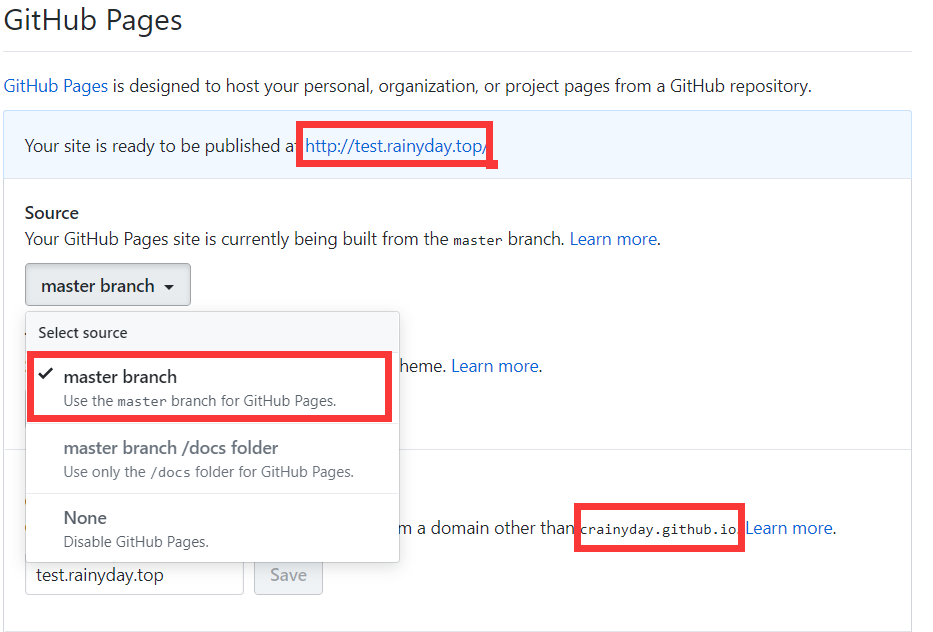 GitHub Pages
GitHub Pages is designed to host your personal, organization, or project pages from a GitHub repository.
Your site is ready to be published a http://test.rainyday.top/
Source
Your GitHub Pages site is currently being built from the master branch. Learn more.
master branch
Select source
heme. Learn more.
master branch
Use the master branch for GitHub Pages.
master branch /docs folder
Use only the /docs folder for GitHub Pages.
None
m a domain other than crainyday.github.io. Learn more.
Disable GitHub Pages.
test.rainyday.top Save